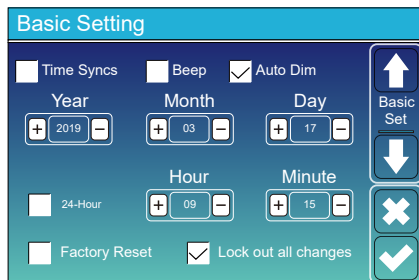 Basic Setting
Time Syncs Beep Auto Dim
Year Month Day
+ 2019 − + 03 − + 17 −
Basic
Set
Hour Minute
24-Hour + 09 − + 15 −
Factory Reset Lock out all changes